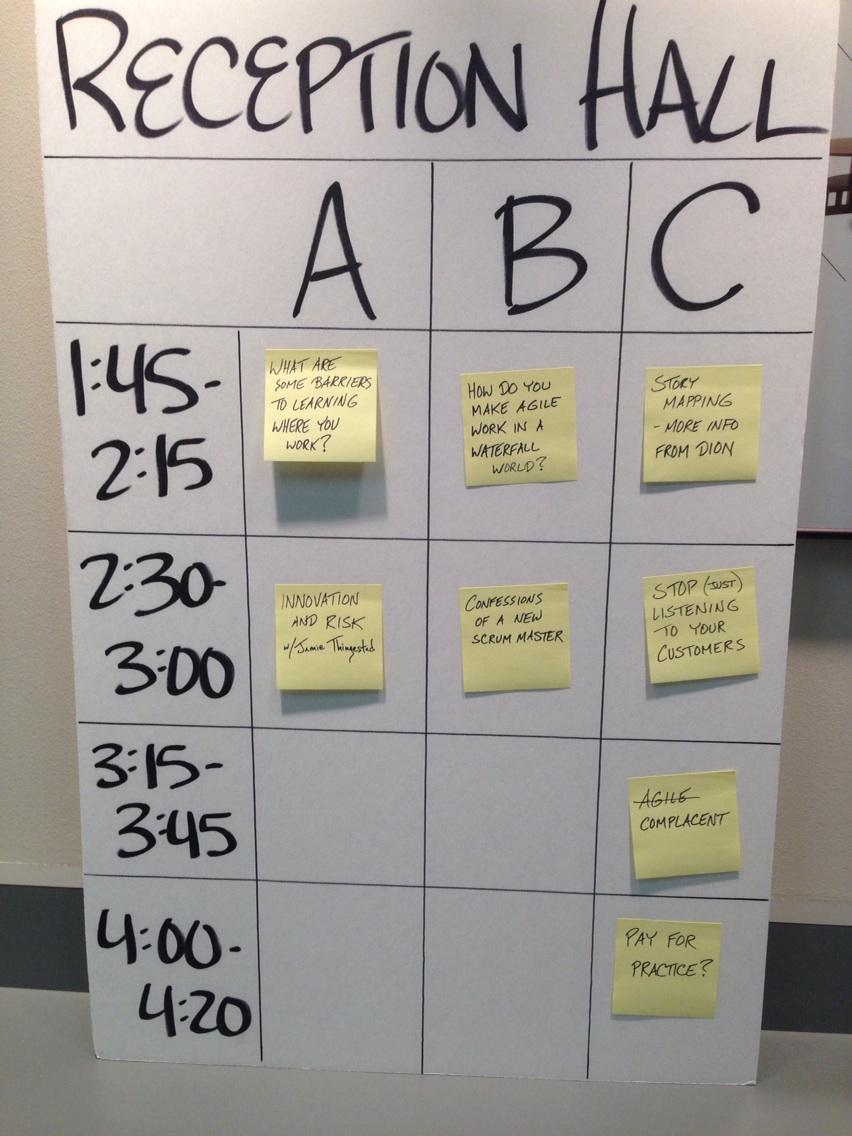 RECEPTION HALL
A B C
1:45-
2:15
WHAT ARE
SOME BARRIERS
TO LEARNING
WHERE YOU
WORK?
HOW DO YOU
MAKE AGILE
WORK IN A
WATERFALL
WORLD?
STORY
MAPPING
- MORE INFO
FROM DION
2:30-
3:00
INNOVATION
AND RISK
w/Jamie Thingestad
CONFESSIONS
OF A NEW
SCRUM MASTER
STOP (JUST)
LISTENING
TO YOUR
CUSTOMERS
3:15-
3:45
AGILE
COMPLACENT
4:00-
4:20
PAY FOR
PRACTICE?